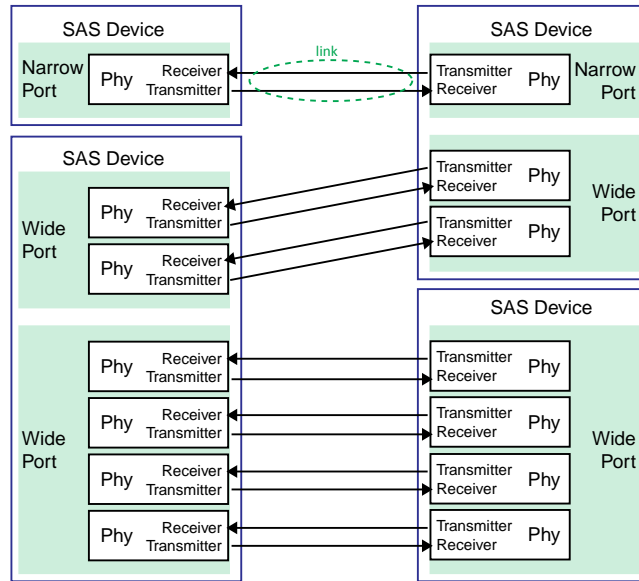 SAS Device
Narrow
Port
Phy
Receiver
Transmitter
link
SAS Device
Transmitter
Receiver
Phy
Narrow
Port
SAS Device
Wide
Port
Phy
Receiver
Transmitter
Phy
Receiver
Transmitter
Transmitter
Receiver
Phy
Transmitter
Receiver
Phy
Wide
Port
Wide
Port
Phy
Receiver
Transmitter
Phy
Receiver
Transmitter
Phy
Receiver
Transmitter
Phy
Receiver
Transmitter
SAS Device
Transmitter
Receiver
Phy
Transmitter
Receiver
Phy
Transmitter
Receiver
Phy
Transmitter
Receiver
Phy
Wide
Port